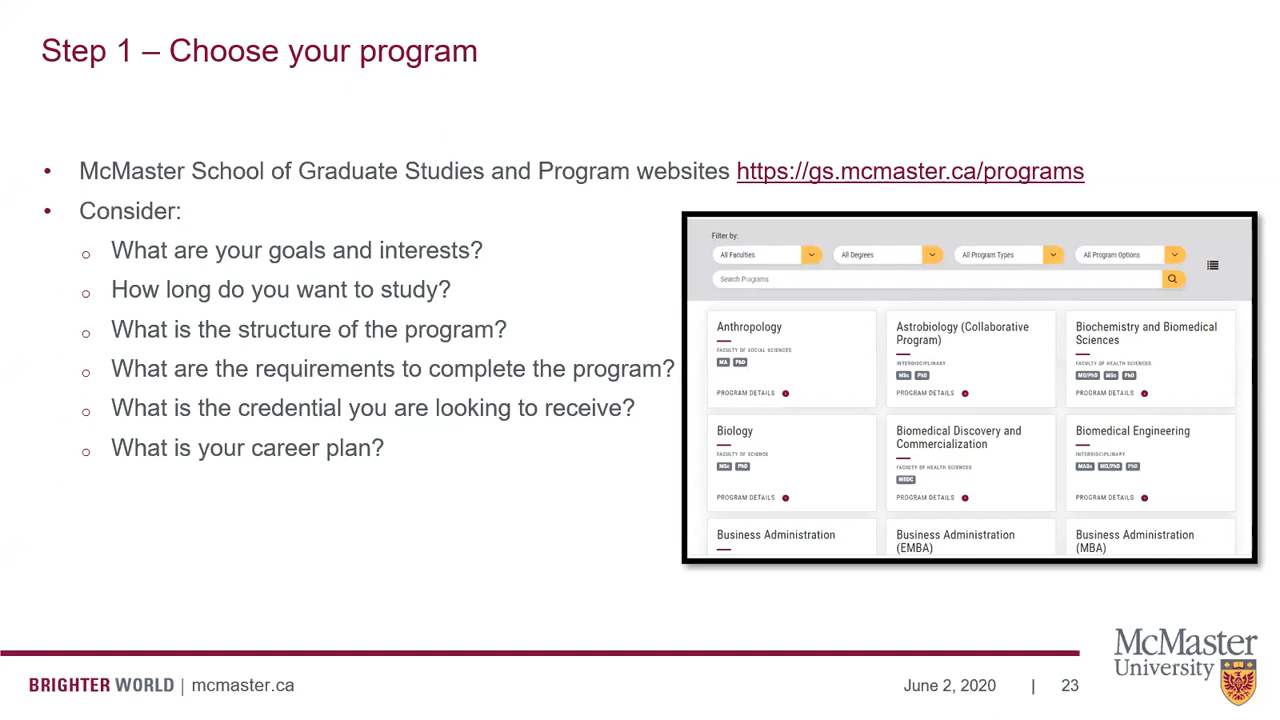 Step 1 – Choose your program
• McMaster School of Graduate Studies and Program websites https://gs.mcmaster.ca/programs
• Consider:
o What are your goals and interests?
o How long do you want to study?
o What is the structure of the program?
o What are the requirements to complete the program?
o What is the credential you are looking to receive?
o What is your career plan?
Filter by:
All Faculties All Degrees All Program Types All Program Options
Search Programs
Anthropology
FACULTY OF SOCIAL SCIENCES
MA PhD
PROGRAM DETAILS
Astrobiology (Collaborative
Program)
INTERDISCIPLINARY
MSc PhD
PROGRAM DETAILS
Biochemistry and Biomedical
Sciences
FACULTY OF HEALTH SCIENCES
MD/PhD MSc PhD
PROGRAM DETAILS
Biology
FACULTY OF SCIENCE
MSc PhD
PROGRAM DETAILS
Biomedical Discovery and
Commercialization
FACULTY OF HEALTH SCIENCES
MBDC
PROGRAM DETAILS
Biomedical Engineering
INTERDISCIPLINARY
MASc MD/PhD PhD
PROGRAM DETAILS
Business Administration
Business Administration
(EMBA)
Business Administration
(MBA)
BRIGHTER WORLD | mcmaster.ca
June 2, 2020 | 23
McMaster
University